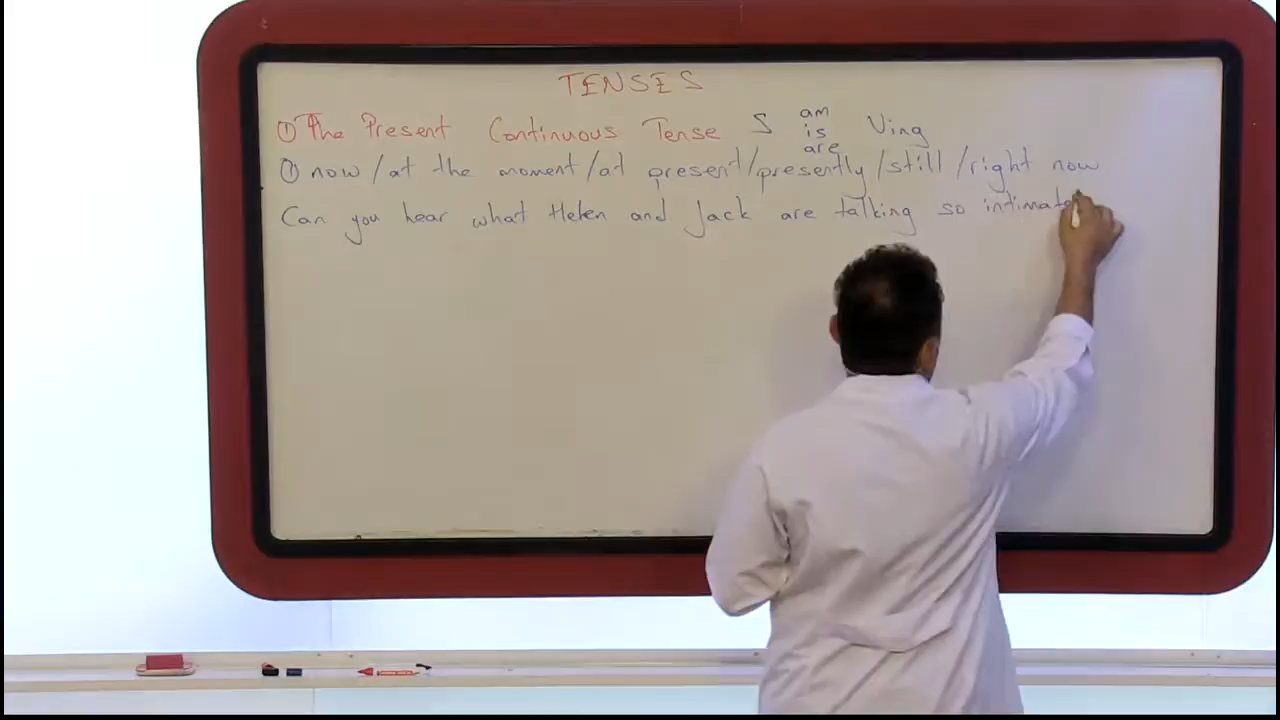 TENSES
① The Present Continuous Tense S am is are Ving
① now / at the moment / at present / presently / still / right now
Can you hear what Helen and Jack are talking so intimate